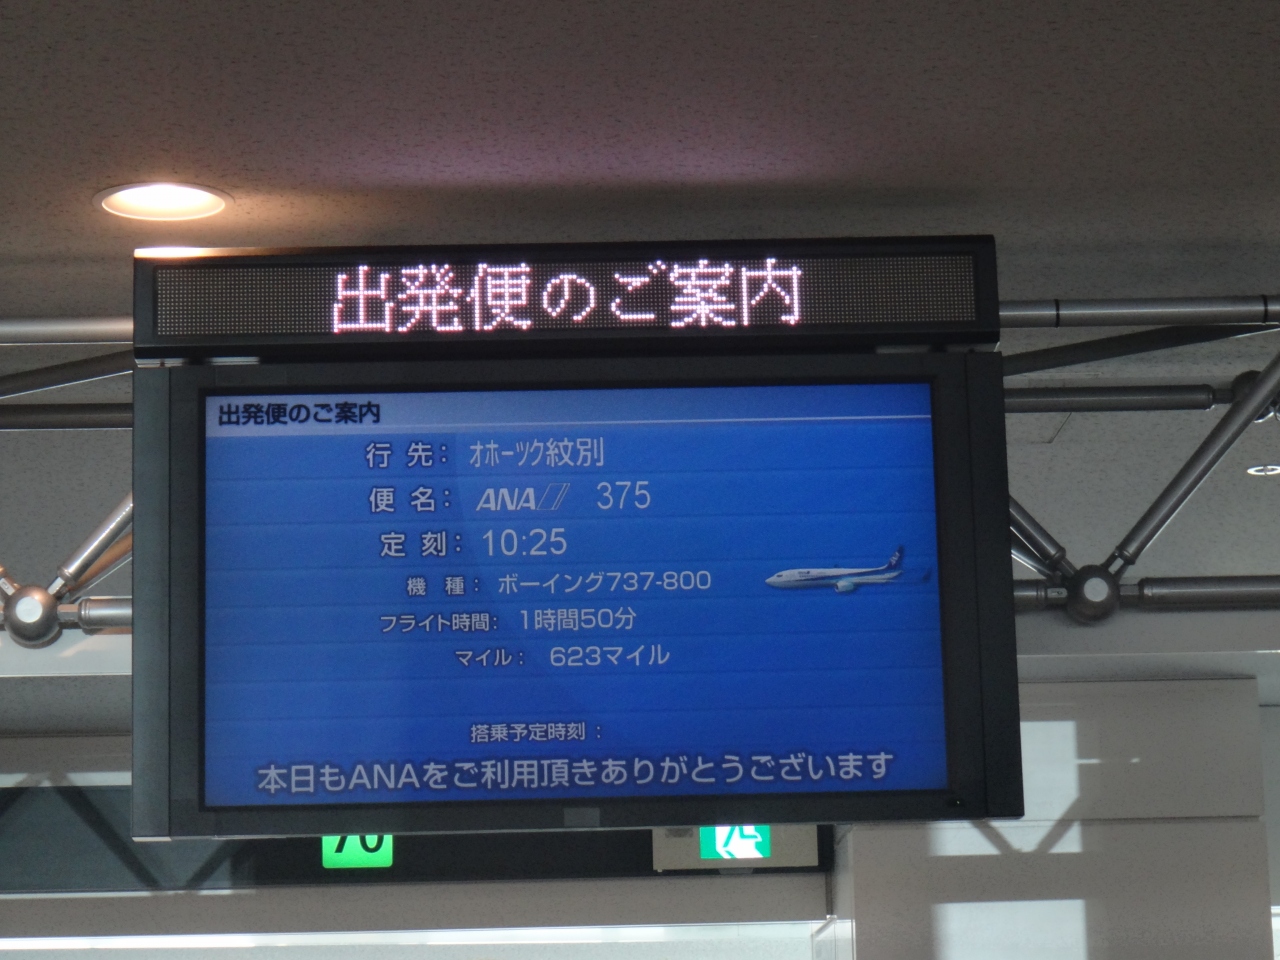 出発便のご案内
出発便のご案内
行 先: オホーツク紋別
便 名: ANA 375
定 刻: 10:25
機 種: ボーイング737-800
フライト時間: 1時間50分
マイル: 623マイル
搭乗予定時刻:
本日もANAをご利用頂きありがとうございます
70